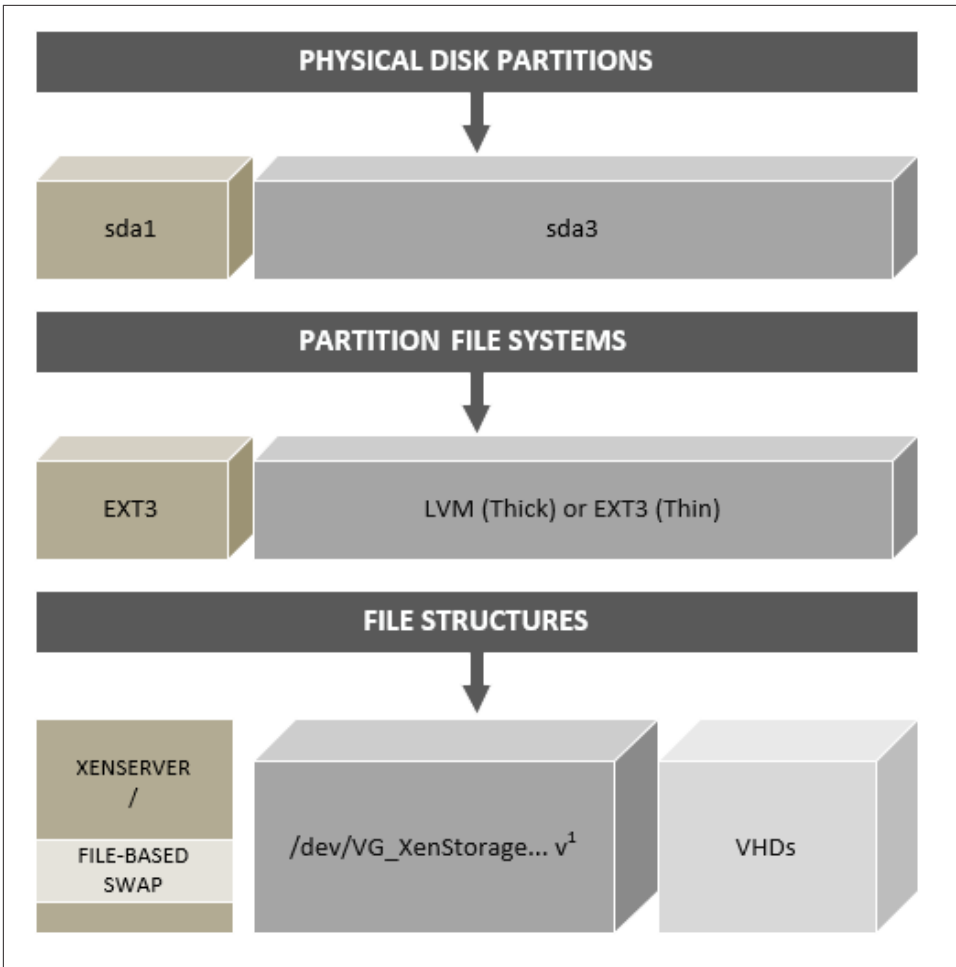 PHYSICAL DISK PARTITIONS
sda1
sda3
PARTITION FILE SYSTEMS
EXT3
LVM (Thick) or EXT3 (Thin)
FILE STRUCTURES
XENSERVER
/
FILE-BASED
SWAP
/dev/VG_XenStorage... v¹
VHDs